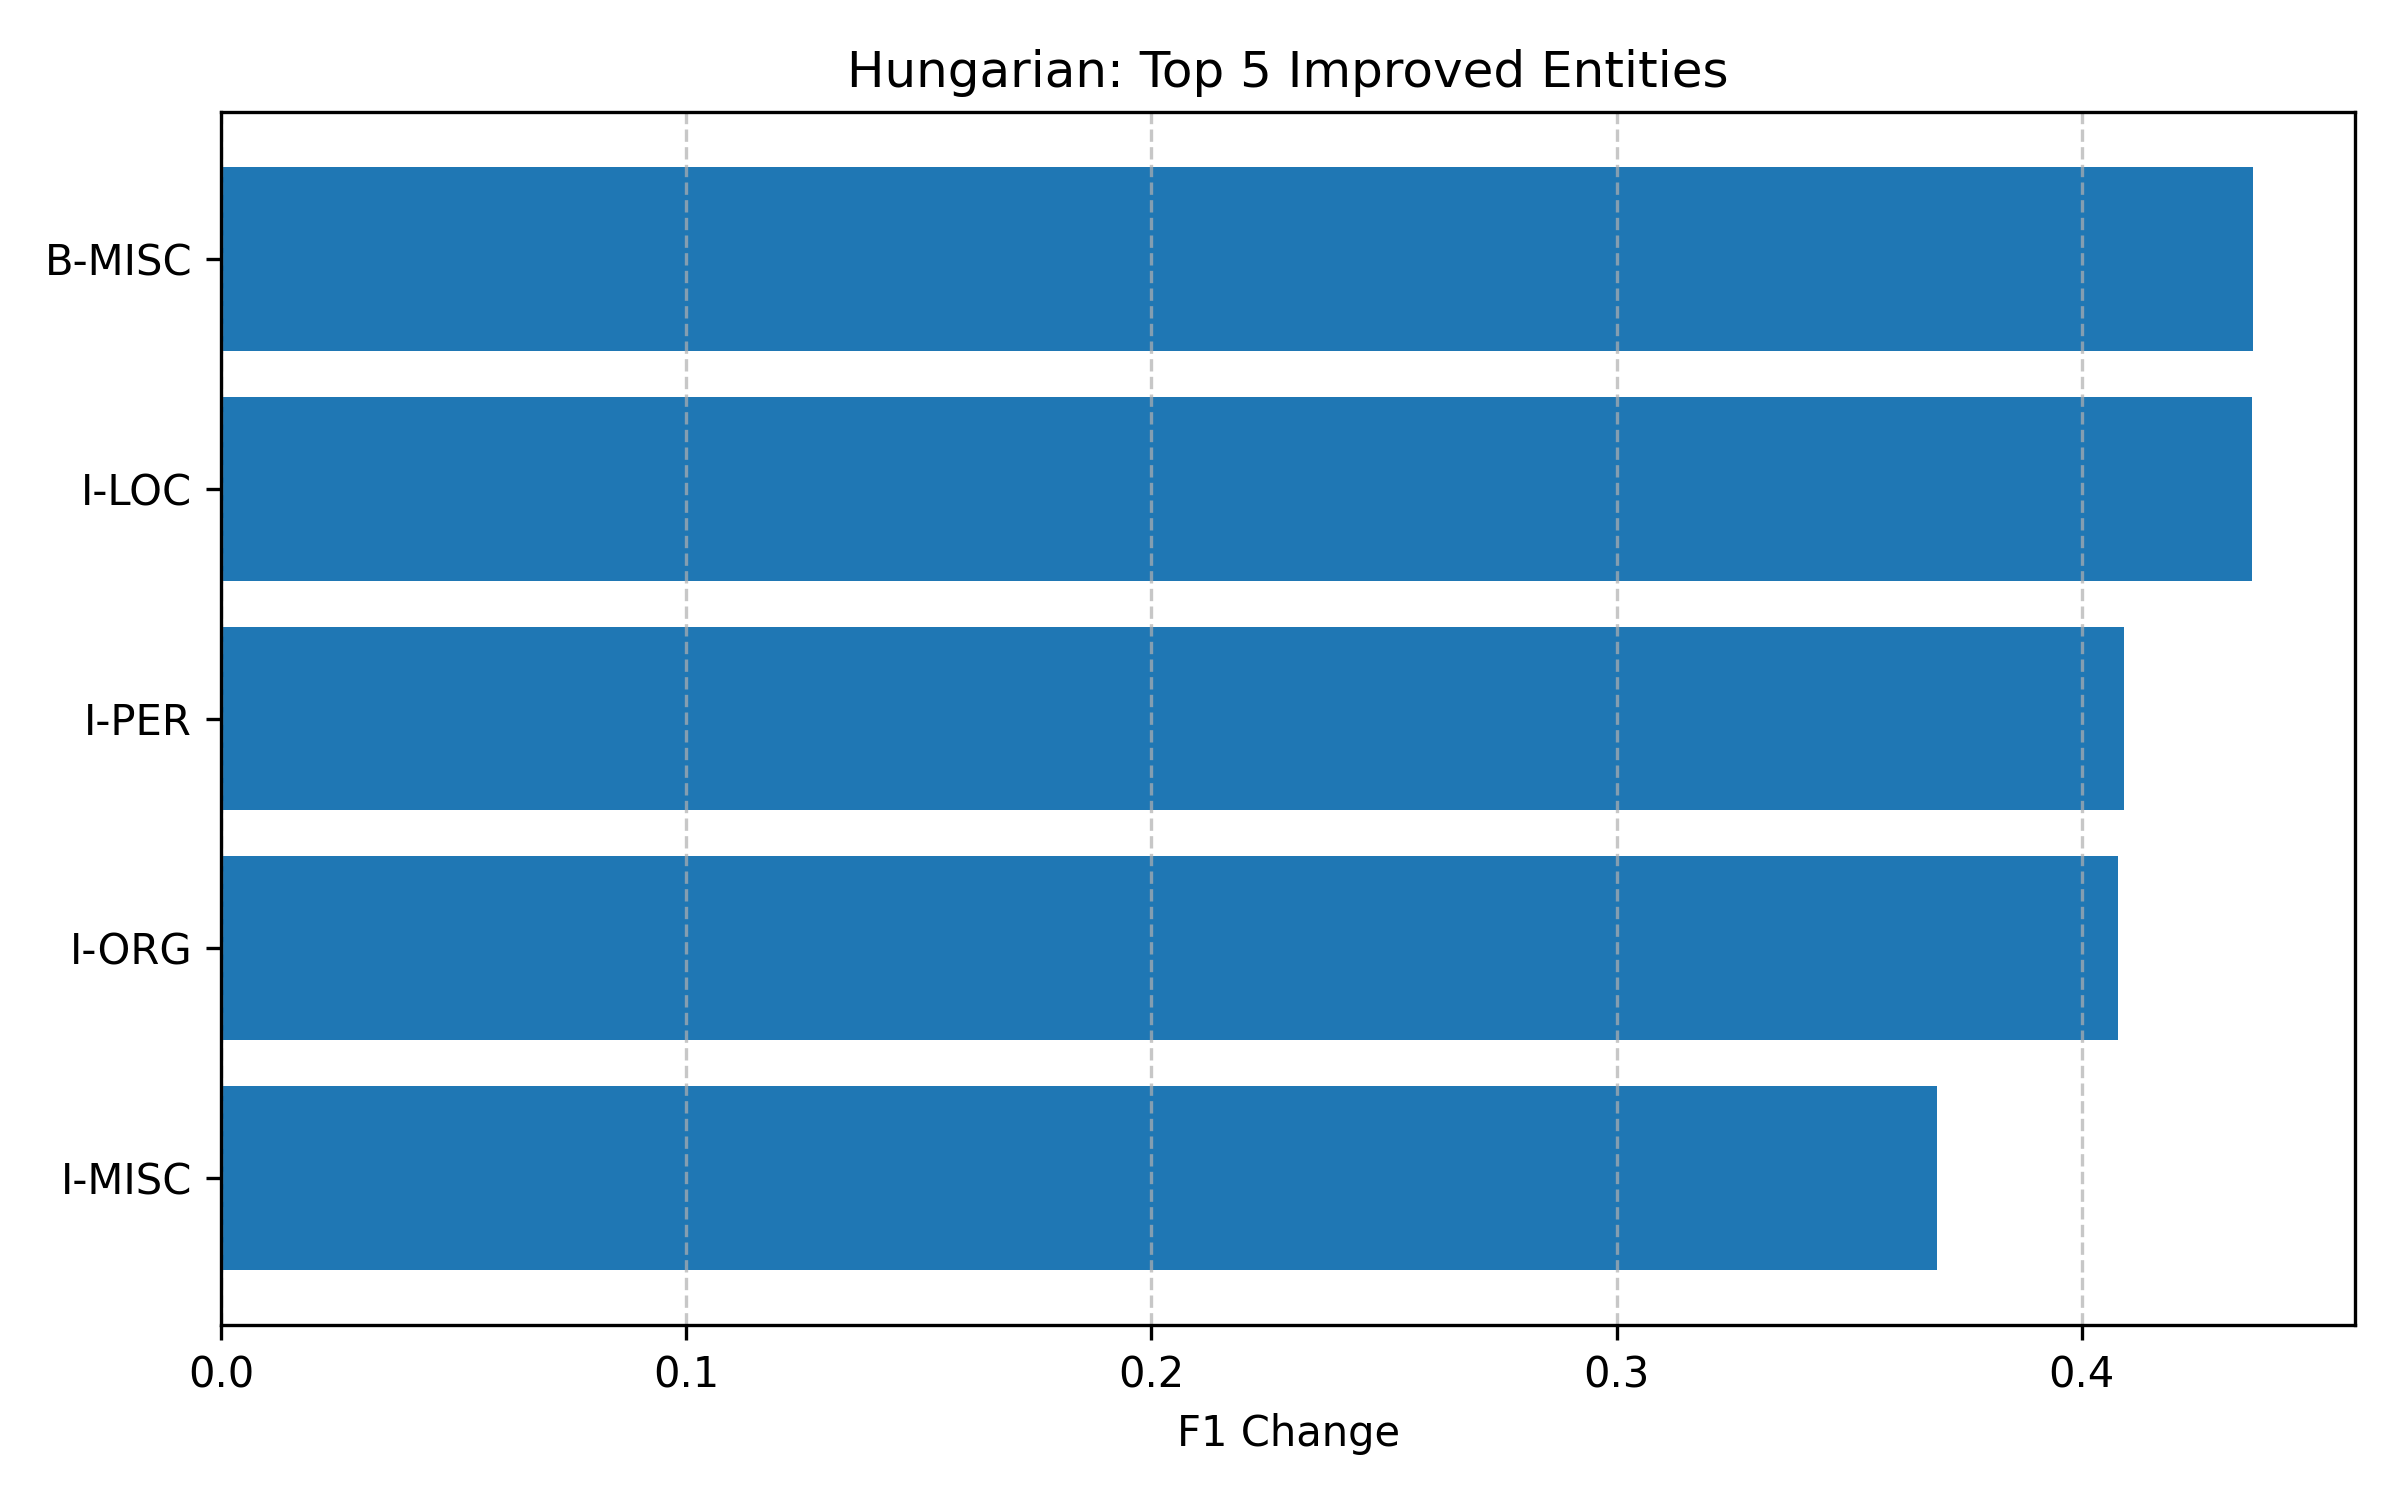 Hungarian: Top 5 Improved Entities
B-MISC
I-LOC
I-PER
I-ORG
I-MISC
0.0 0.1 0.2 0.3 0.4
F1 Change